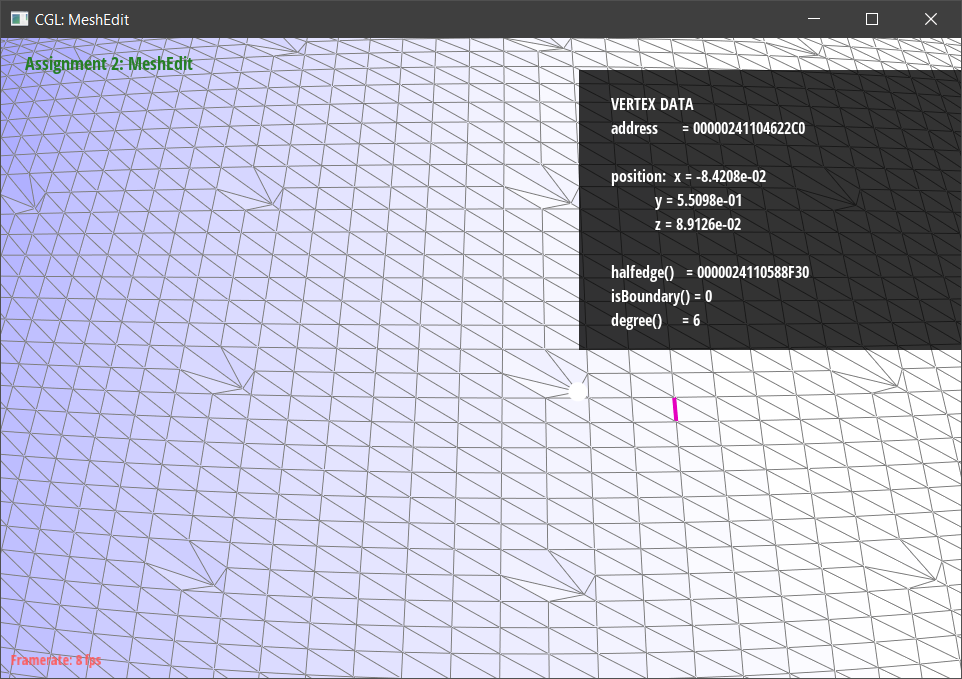 CGL: MeshEdit
Assignment 2: MeshEdit
VERTEX DATA
address = 00000241104622C0
position: x = -8.4208e-02
y = 5.5098e-01
z = 8.9126e-02
halfedge() = 0000024110588F30
isBoundary() = 0
degree() = 6
Framerate: 8 fps